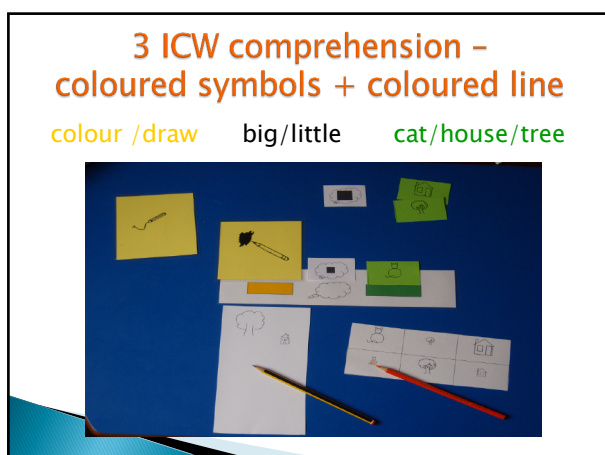 3 ICW comprehension –
coloured symbols + coloured line
colour /draw big/little cat/house/tree